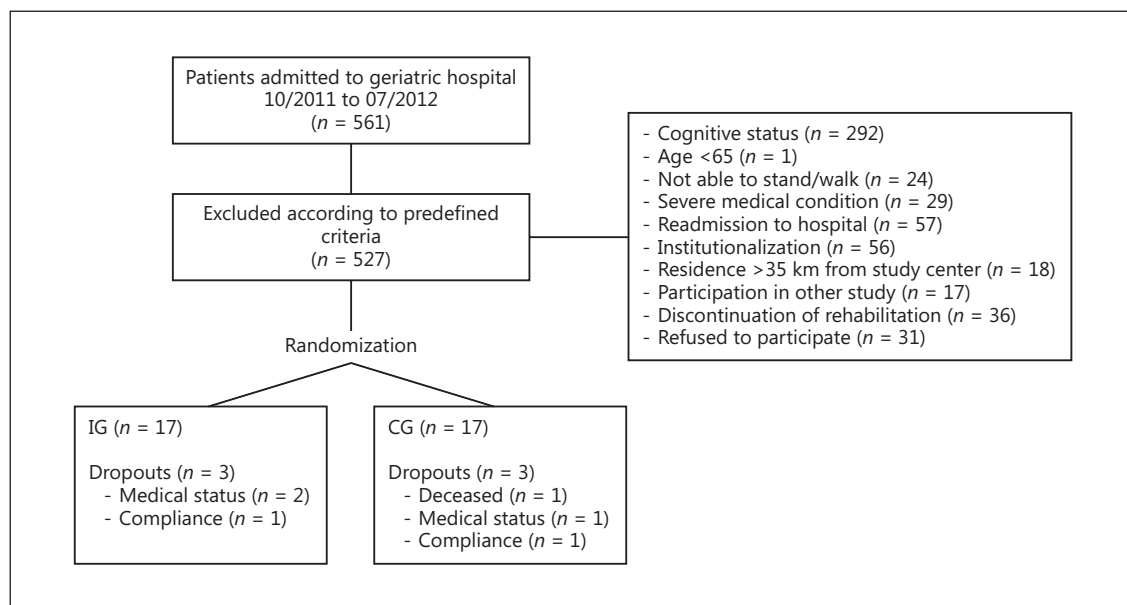 Patients admitted to geriatric hospital
10/2011 to 07/2012
(n = 561)
Excluded according to predefined
criteria
(n = 527)
- Cognitive status (n = 292)
- Age <65 (n = 1)
- Not able to stand/walk (n = 24)
- Severe medical condition (n = 29)
- Readmission to hospital (n = 57)
- Institutionalization (n = 56)
- Residence >35 km from study center (n = 18)
- Participation in other study (n = 17)
- Discontinuation of rehabilitation (n = 36)
- Refused to participate (n = 31)
Randomization
IG (n = 17)
Dropouts (n = 3)
- Medical status (n = 2)
- Compliance (n = 1)
CG (n = 17)
Dropouts (n = 3)
- Deceased (n = 1)
- Medical status (n = 1)
- Compliance (n = 1)